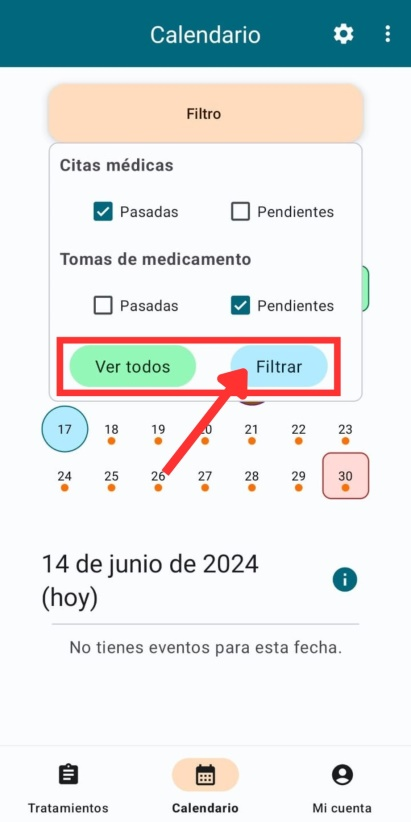 Calendario
Filtro
Citas médicas
Pasadas Pendientes
Tomas de medicamento
Pasadas Pendientes
Ver todos Filtrar
17 18 19 20 21 22 23
24 25 26 27 28 29 30
14 de junio de 2024
(hoy)
No tienes eventos para esta fecha.
Tratamientos Calendario Mi cuenta